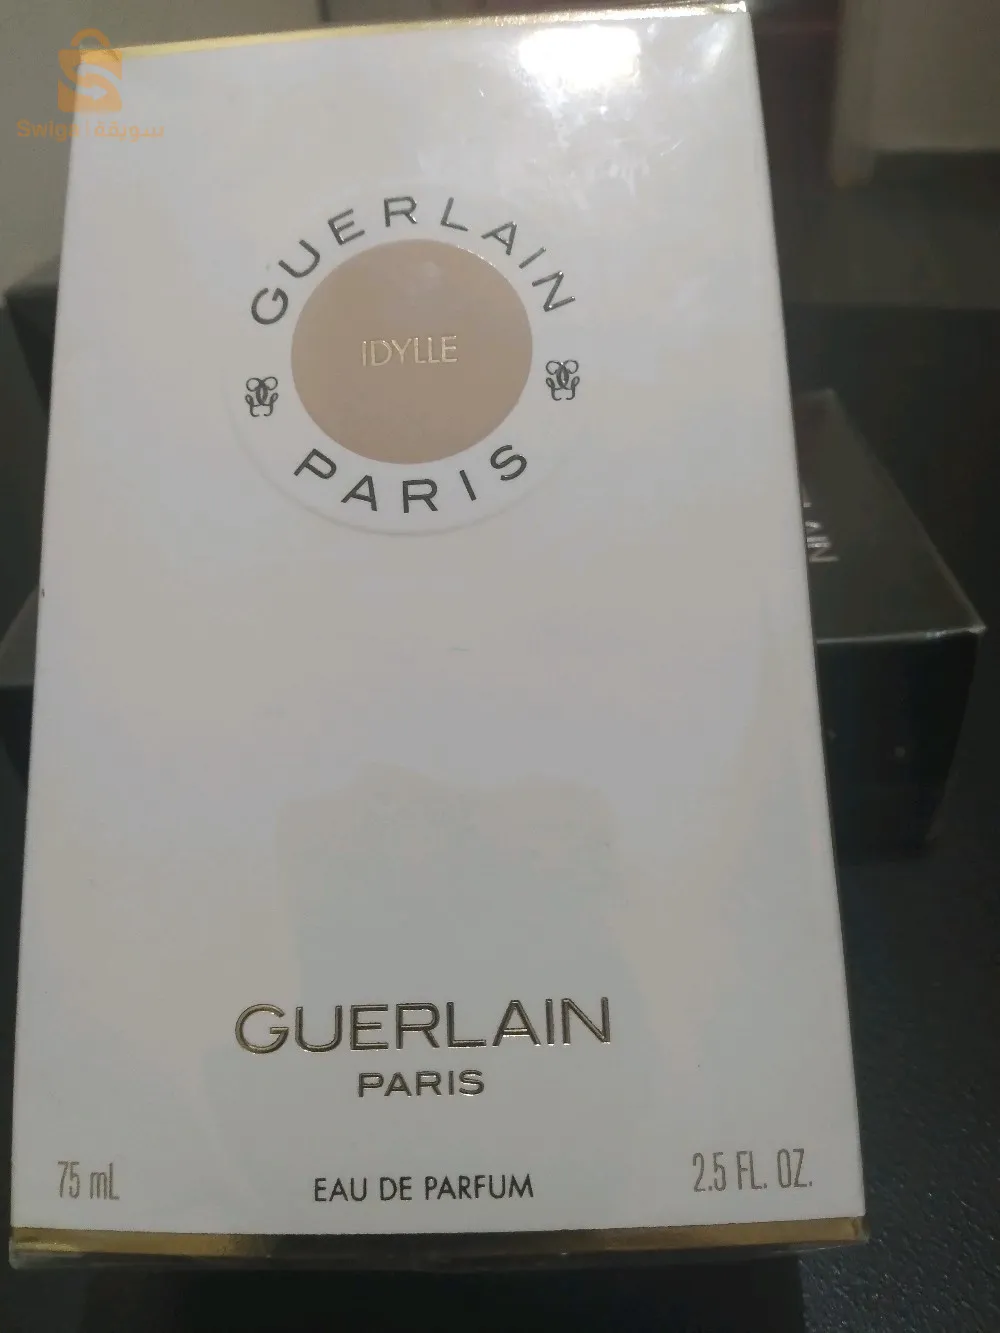 Swiga | سويقة
GUERLAIN
IDYLLE
PARIS
GUERLAIN
PARIS
75 mL
EAU DE PARFUM
2.5 FL. OZ.